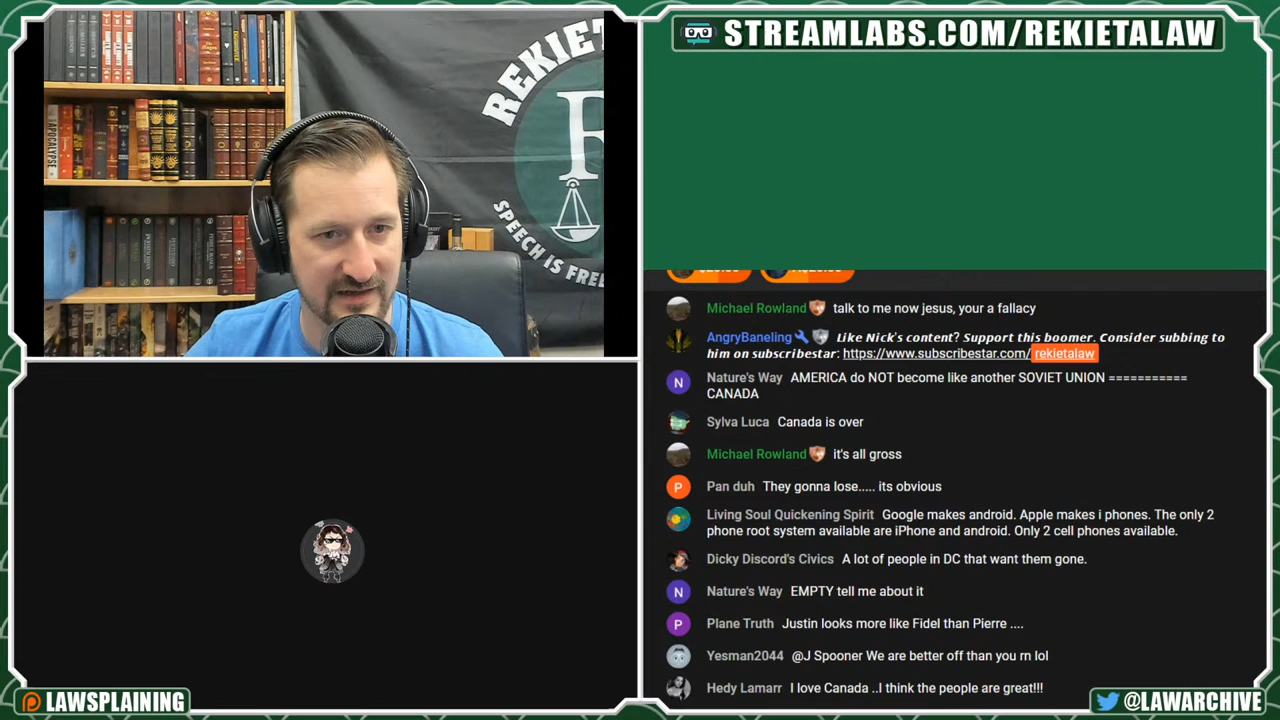 STREAMLABS.COM/REKIETALAW
REKIET
R
SPEECH IS FREE
APOCALYPSE
Michael Rowland talk to me now jesus, your a fallacy
AngryBaneling Like Nick's content? Support this boomer. Consider subbing to
him on subscribestar: https://www.subscribestar.com/rekietalaw
Nature's Way AMERICA do NOT become like another SOVIET UNION ===========
CANADA
Sylva Luca Canada is over
Michael Rowland it's all gross
P Pan duh They gonna lose..... its obvious
Living Soul Quickening Spirit Google makes android. Apple makes i phones. The only 2
phone root system available are iPhone and android. Only 2 cell phones available.
Dicky Discord's Civics A lot of people in DC that want them gone.
N Nature's Way EMPTY tell me about it
P Plane Truth Justin looks more like Fidel than Pierre ....
Yesman2044 @J Spooner We are better off than you rn lol
Hedy Lamarr I love Canada ..I think the people are great!!!
LAWSPLAINING
@LAWARCHIVE